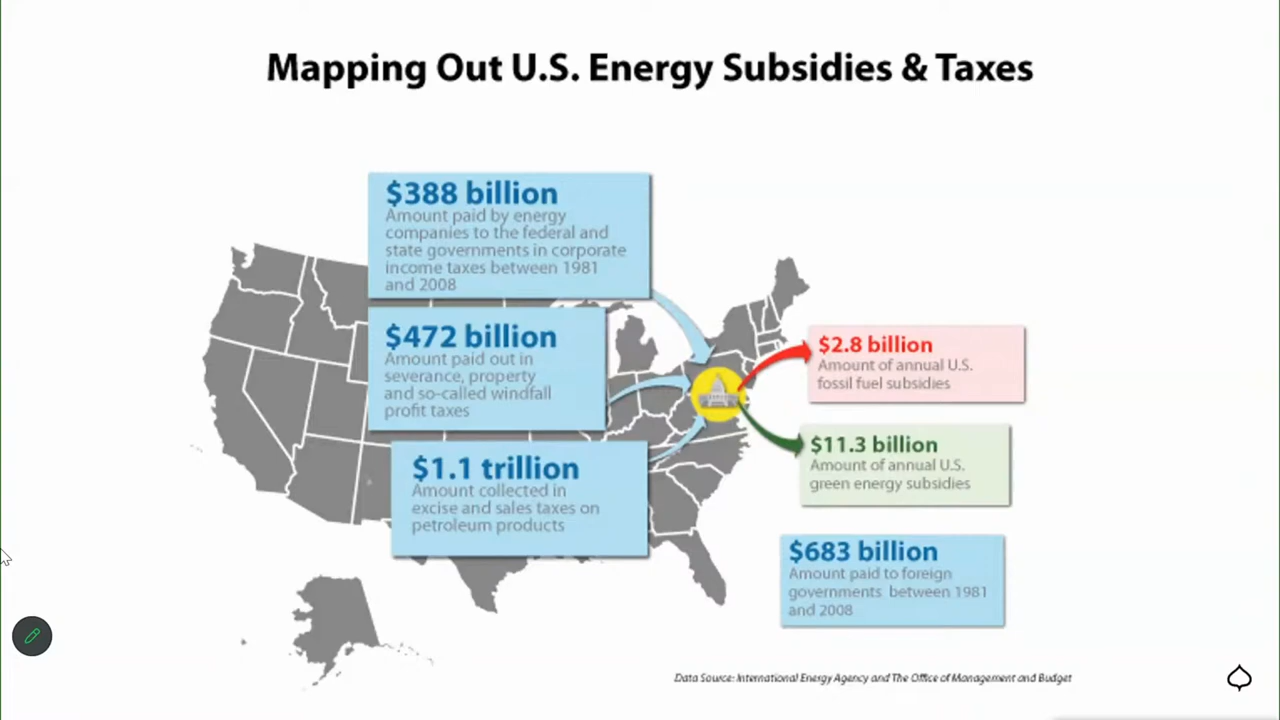 Mapping Out U.S. Energy Subsidies & Taxes
$388 billion
Amount paid by energy
companies to the federal and
state governments in corporate
income taxes between 1981
and 2008
$472 billion
Amount paid out in
severance, property
and so-called windfall
profit taxes
$1.1 trillion
Amount collected in
excise and sales taxes on
petroleum products
$2.8 billion
Amount of annual U.S.
fossil fuel subsidies
$11.3 billion
Amount of annual U.S.
green energy subsidies
$683 billion
Amount paid to foreign
governments between 1981
and 2008
Data Source: International Energy Agency and The Office of Management and Budget